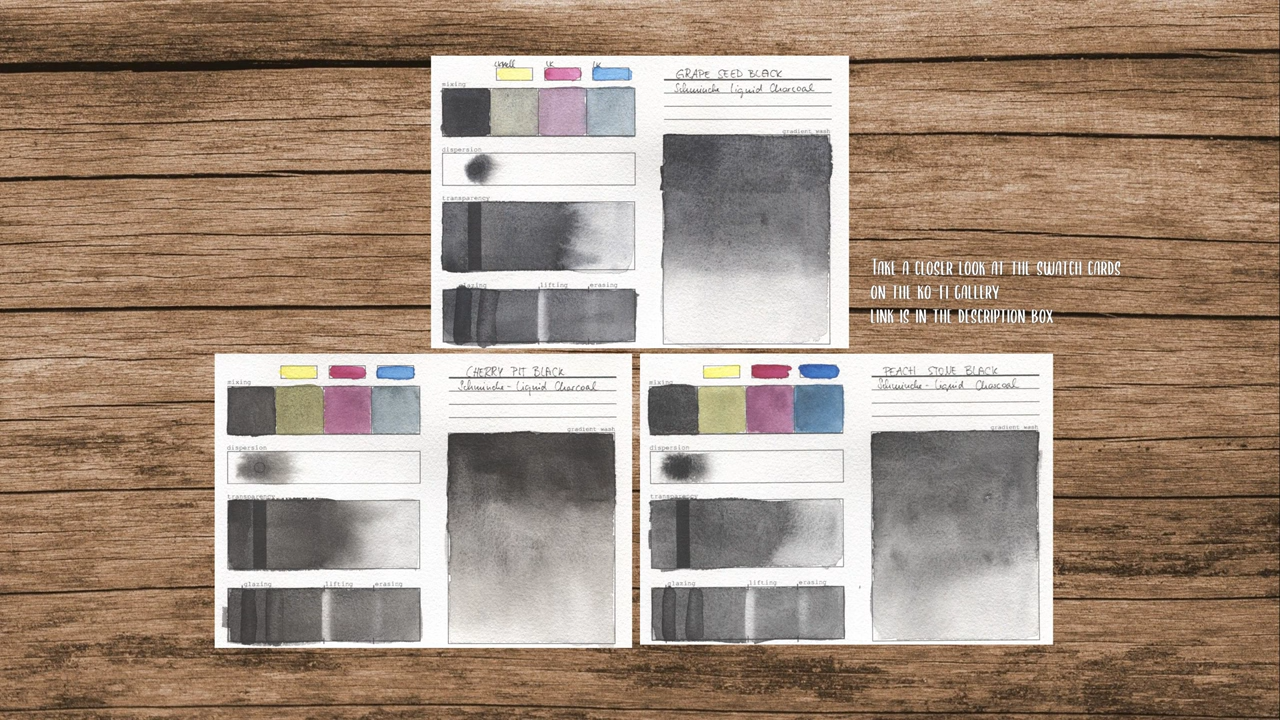 LK
LK
mixing
dispersion
transparency
glazing lifting erasing
GRAPE SEED BLACK
Schmincke Liquid Charcoal
gradient wash
TAKE A CLOSER LOOK AT THE SWATCH CARDS
ON THE KO-FI GALLERY
LINK IS IN THE DESCRIPTION BOX
mixing
dispersion
transparency
glazing lifting erasing
CHERRY PIT BLACK
Schmincke - Liquid Charcoal
gradient wash
mixing
dispersion
transparency
glazing lifting erasing
PEACH STONE BLACK
Schmincke - Liquid Charcoal
gradient wash